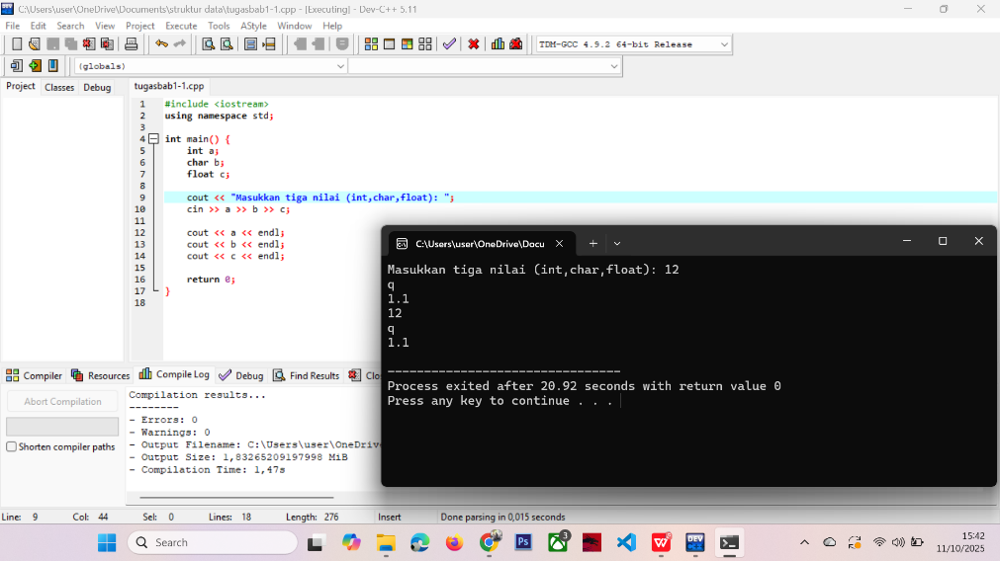 C:\Users\user\OneDrive\Documents\struktur data\tugasbab1-1.cpp - [Executing] - Dev-C++ 5.11
File Edit Search View Project Execute Tools AStyle Window Help
TDM-GCC 4.9.2 64-bit Release
(globals)
Project Classes Debug
tugasbab1-1.cpp
1 #include <iostream>
2 using namespace std;
3
4 int main() {
5 int a;
6 char b;
7 float c;
8
9 cout << "Masukkan tiga nilai (int,char,float): ";
10 cin >> a >> b >> c;
11
12 cout << a << endl;
13 cout << b << endl;
14 cout << c << endl;
15
16 return 0;
17 }
18
C:\Users\user\OneDrive\Docu
Masukkan tiga nilai (int,char,float): 12
q
1.1
12
q
1.1
--------------------------------
Process exited after 20.92 seconds with return value 0
Press any key to continue . . .
Compiler Resources Compile Log Debug Find Results Clo
Abort Compilation
Shorten compiler paths
Compilation results...
--------
- Errors: 0
- Warnings: 0
- Output Filename: C:\Users\user\OneDriv
- Output Size: 1,83265209197998 MiB
- Compilation Time: 1,47s
Line: 9 Col: 44 Sel: 0 Lines: 18 Length: 276 Insert Done parsing in 0,015 seconds
Search
Ps
3
W
DEV
15:42
11/10/2025